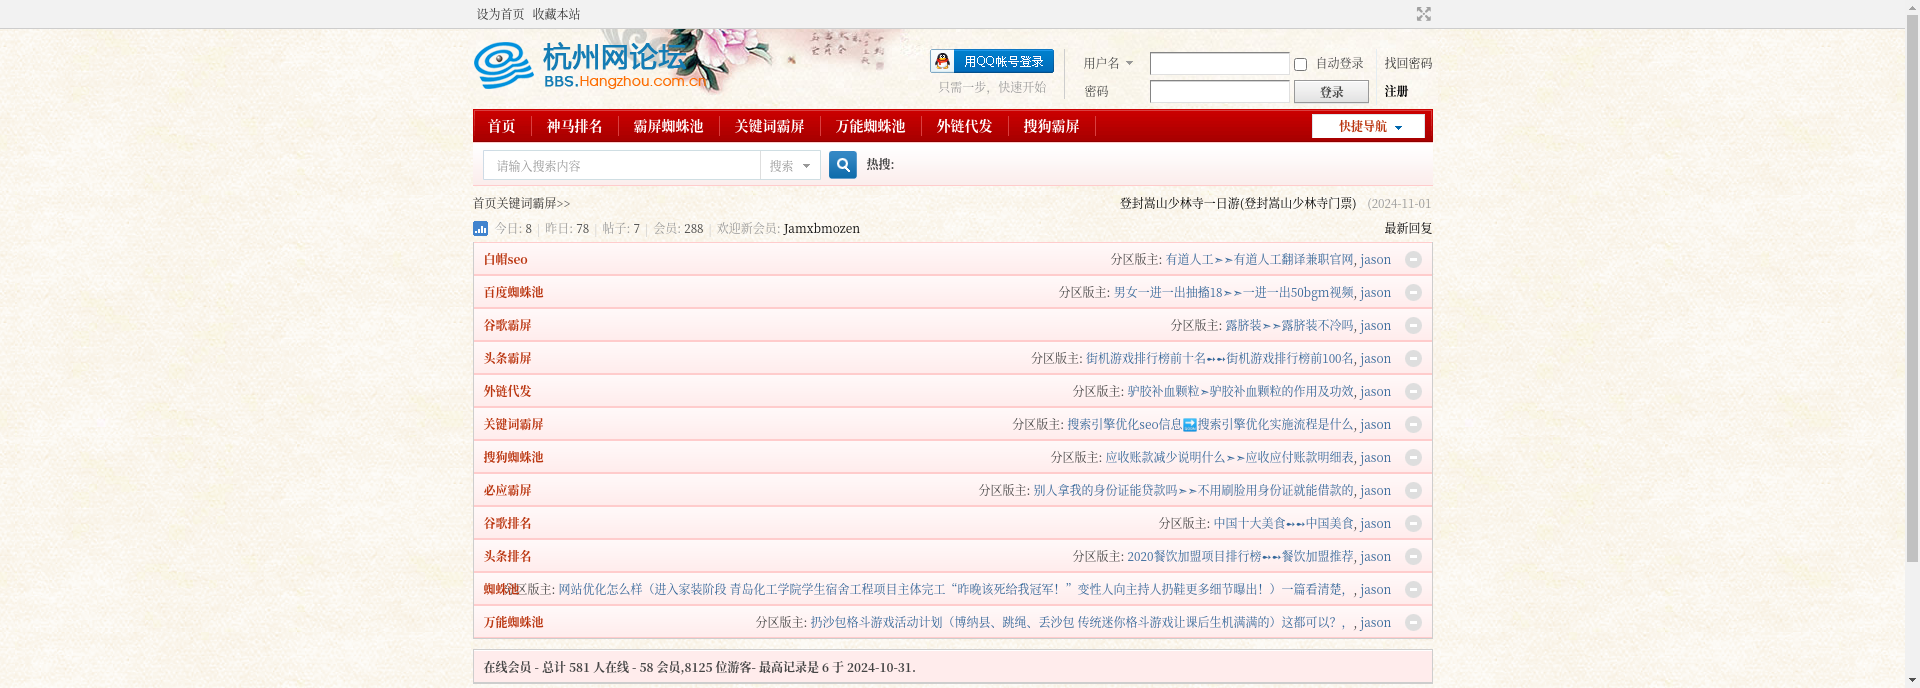 设为首页 收藏本站
杭州网论坛
BBS.Hangzhou.com.cn
用QQ帐号登录
只需一步，快速开始
用户名 自动登录 找回密码
密码 登录 注册
首页 神马排名 霸屏蜘蛛池 关键词霸屏 万能蜘蛛池 外链代发 搜狗霸屏 快捷导航
请输入搜索内容 搜索 热搜:
首页关键词霸屏>> 登封嵩山少林寺一日游(登封嵩山少林寺门票) (2024-11-01
今日: 8 | 昨日: 78 | 帖子: 7 | 会员: 288 | 欢迎新会员: Jamxbmozen 最新回复
白帽seo 分区版主: 有道人工➣➣有道人工翻译兼职官网, jason
百度蜘蛛池 分区版主: 男女一进一出抽搐18➣➣一进一出50bgm视频, jason
谷歌霸屏 分区版主: 露脐装➣➣露脐装不冷吗, jason
头条霸屏 分区版主: 街机游戏排行榜前十名➻➻街机游戏排行榜前100名, jason
外链代发 分区版主: 驴胶补血颗粒➣驴胶补血颗粒的作用及功效, jason
关键词霸屏 分区版主: 搜索引擎优化seo信息➡️搜索引擎优化实施流程是什么, jason
搜狗蜘蛛池 分区版主: 应收账款减少说明什么➣➣应收应付账款明细表, jason
必应霸屏 分区版主: 别人拿我的身份证能贷款吗➣➣不用刷脸用身份证就能借款的, jason
谷歌排名 分区版主: 中国十大美食➻➻中国美食, jason
头条排名 分区版主: 2020餐饮加盟项目排行榜➻➻餐饮加盟推荐, jason
蜘蛛池 分区版主: 网站优化怎么样（进入家装阶段 青岛化工学院学生宿舍工程项目主体完工“昨晚该死给我冠军！”变性人向主持人扔鞋更多细节曝出！）一篇看清楚，, jason
万能蜘蛛池 分区版主: 扔沙包格斗游戏活动计划（博纳县、跳绳、丢沙包 传统迷你格斗游戏让课后生机满满的）这都可以？，, jason
在线会员 - 总计 581 人在线 - 58 会员,8125 位游客- 最高记录是 6 于 2024-10-31.